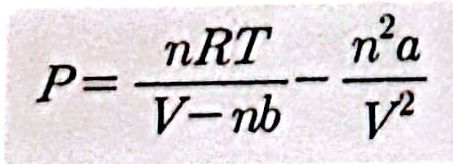 P = nRT / (V − nb) − n²a / V²